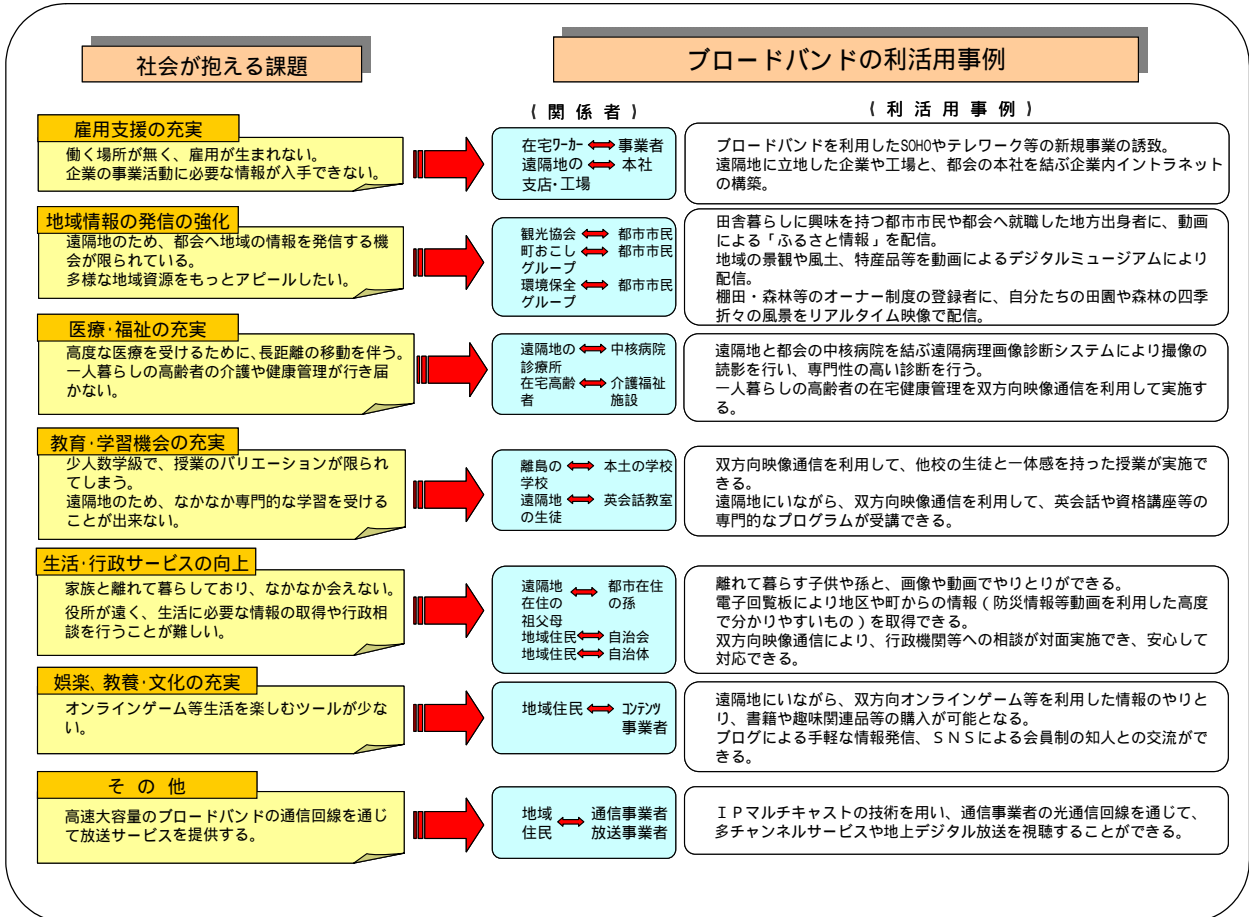 社会が抱える課題
ブロードバンドの利活用事例
(関係者)
(利活用事例)
雇用支援の充実
働く場所が無く、雇用が生まれない。
企業の事業活動に必要な情報が入手できない。
在宅ワーカー ⇔ 事業者
遠隔地の ⇔ 本社
支店・工場
ブロードバンドを利用したSOHOやテレワーク等の新規事業の誘致。
遠隔地に立地した企業や工場と、都会の本社を結ぶ企業内イントラネット
の構築。
地域情報の発信の強化
遠隔地のため、都会へ地域の情報を発信する機
会が限られている。
多様な地域資源をもっとアピールしたい。
観光協会 ⇔ 都市市民
町おこし ⇔ 都市市民
グループ
環境保全 ⇔ 都市市民
グループ
田舎暮らしに興味を持つ都市市民や都会へ就職した地方出身者に、動画
による「ふるさと情報」を配信。
地域の景観や風土、特産品等を動画によるデジタルミュージアムにより
配信。
棚田・森林等のオーナー制度の登録者に、自分たちの田園や森林の四季
折々の風景をリアルタイム映像で配信。
医療・福祉の充実
高度な医療を受けるために、長距離の移動を伴う。
一人暮らしの高齢者の介護や健康管理が行き届
かない。
遠隔地の ⇔ 中核病院
診療所
在宅高齢 ⇔ 介護福祉
者 施設
遠隔地と都会の中核病院を結ぶ遠隔病理画像診断システムにより撮像の
読影を行い、専門性の高い診断を行う。
一人暮らしの高齢者の在宅健康管理を双方向映像通信を利用して実施す
る。
教育・学習機会の充実
少人数学級で、授業のバリエーションが限られ
てしまう。
遠隔地のため、なかなか専門的な学習を受ける
ことが出来ない。
離島の ⇔ 本土の学校
学校
遠隔地 ⇔ 英会話教室
の生徒
双方向映像通信を利用して、他校の生徒と一体感を持った授業が実施で
きる。
遠隔地にいながら、双方向映像通信を利用して、英会話や資格講座等の
専門的なプログラムが受講できる。
生活・行政サービスの向上
家族と離れて暮らしており、なかなか会えない。
役所が遠く、生活に必要な情報の取得や行政相
談を行うことが難しい。
遠隔地 ⇔ 都市在住
在住の の孫
祖父母
地域住民 ⇔ 自治会
地域住民 ⇔ 自治体
離れて暮らす子供や孫と、画像や動画でやりとりができる。
電子回覧板により地区や町からの情報(防災情報等動画を利用した高度
で分かりやすいもの)を取得できる。
双方向映像通信により、行政機関等への相談が対面実施でき、安心して
対応できる。
娯楽、教養・文化の充実
オンラインゲーム等生活を楽しむツールが少な
い。
地域住民 ⇔ コンテンツ
事業者
遠隔地にいながら、双方向オンラインゲーム等を利用した情報のやりと
り、書籍や趣味関連品等の購入が可能となる。
ブログによる手軽な情報発信、SNSによる会員制の知人との交流がで
きる。
その他
高速大容量のブロードバンドの通信回線を通じ
て放送サービスを提供する。
地域 ⇔ 通信事業者
住民 放送事業者
IPマルチキャストの技術を用い、通信事業者の光通信回線を通じて、
多チャンネルサービスや地上デジタル放送を視聴することができる。